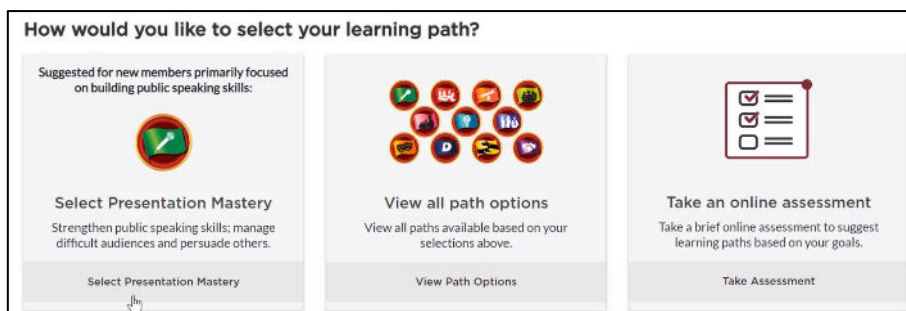 How would you like to select your learning path?
Suggested for new members primarily focused
on building public speaking skills:
Select Presentation Mastery
Strengthen public speaking skills; manage
difficult audiences and persuade others.
Select Presentation Mastery
View all path options
View all paths available based on your
selections above.
View Path Options
Take an online assessment
Take a brief online assessment to suggest
learning paths based on your goals.
Take Assessment